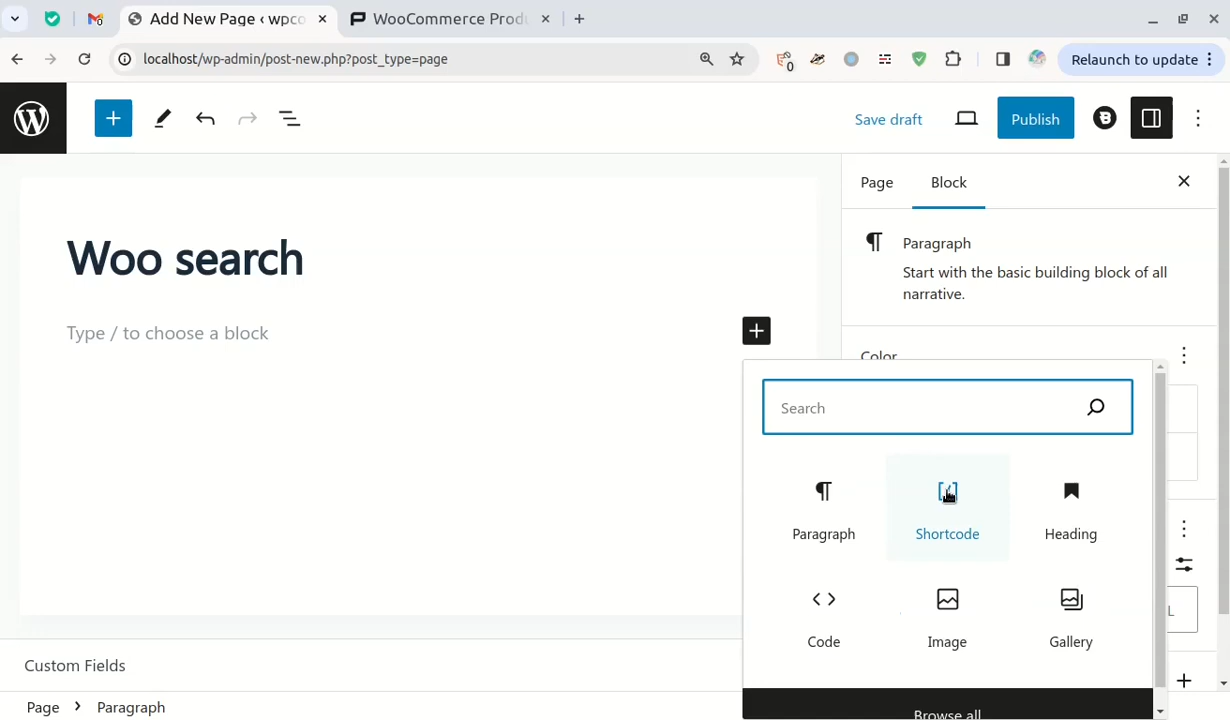 Add New Page ‹ wpco
WooCommerce Produ
localhost/wp-admin/post-new.php?post_type=page
0
Relaunch to update
Save draft
Publish
Page
Block
Woo search
Paragraph
Start with the basic building block of all
narrative.
Type / to choose a block
Color
Search
Paragraph
Shortcode
Heading
Code
Image
Gallery
L
Browse all
Custom Fields
Page
Paragraph